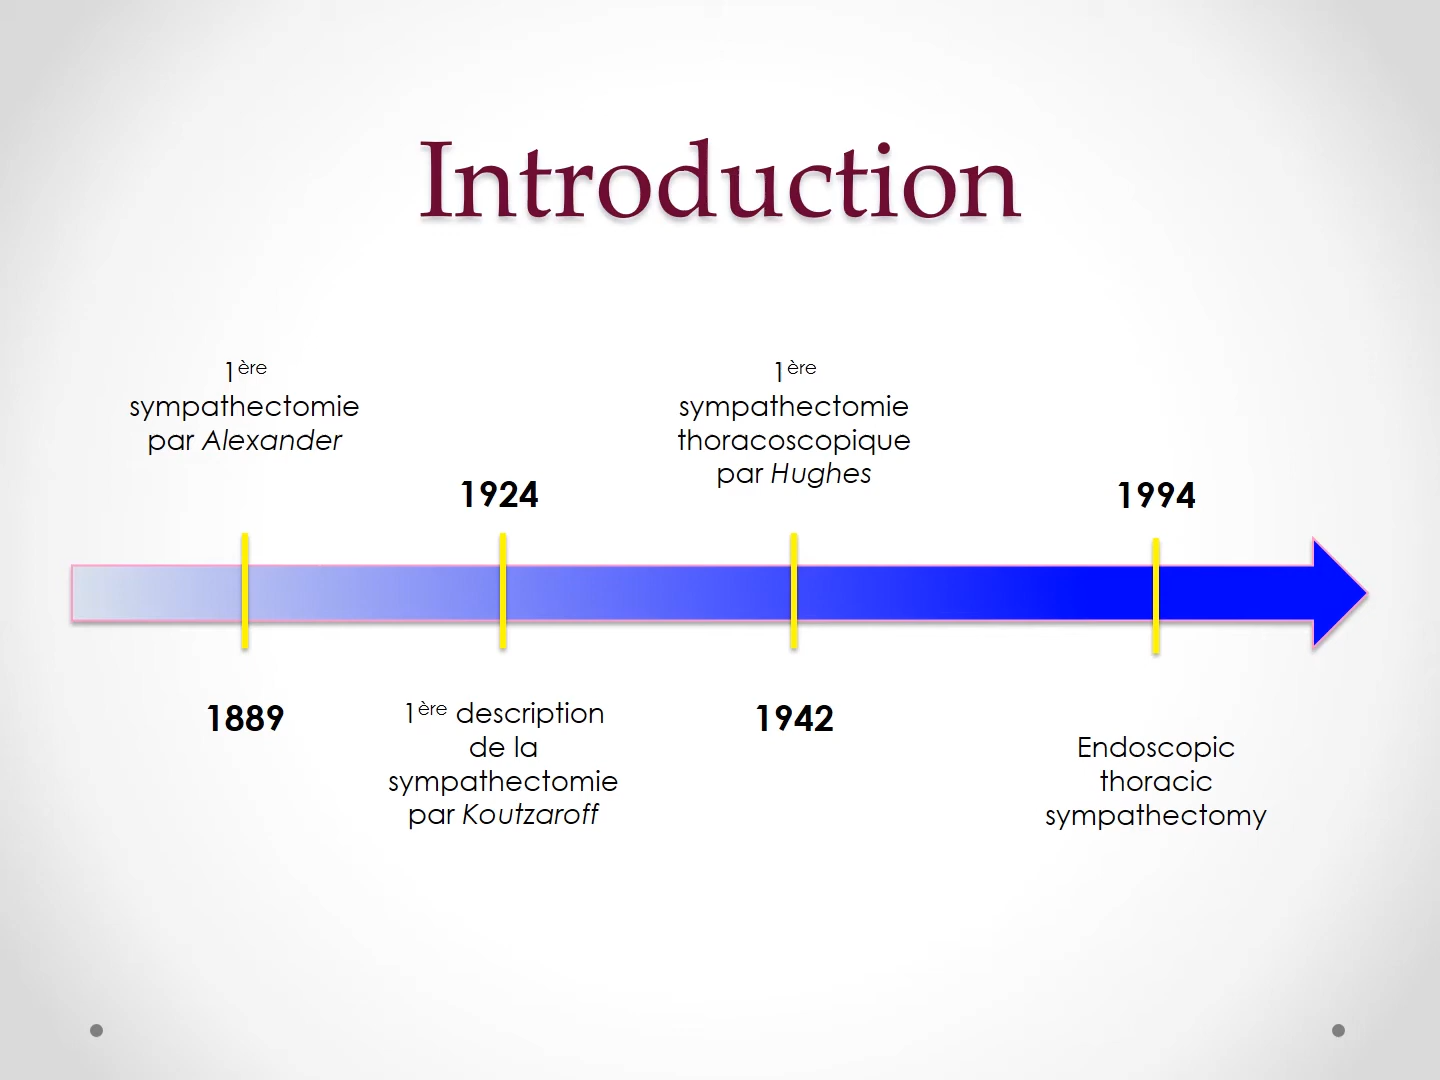 Introduction
1ère
sympathectomie
par Alexander
1889
1924
1ère description
de la
sympathectomie
par Koutzaroff
1ère
sympathectomie
thoracoscopique
par Hughes
1942
1994
Endoscopic
thoracic
sympathectomy